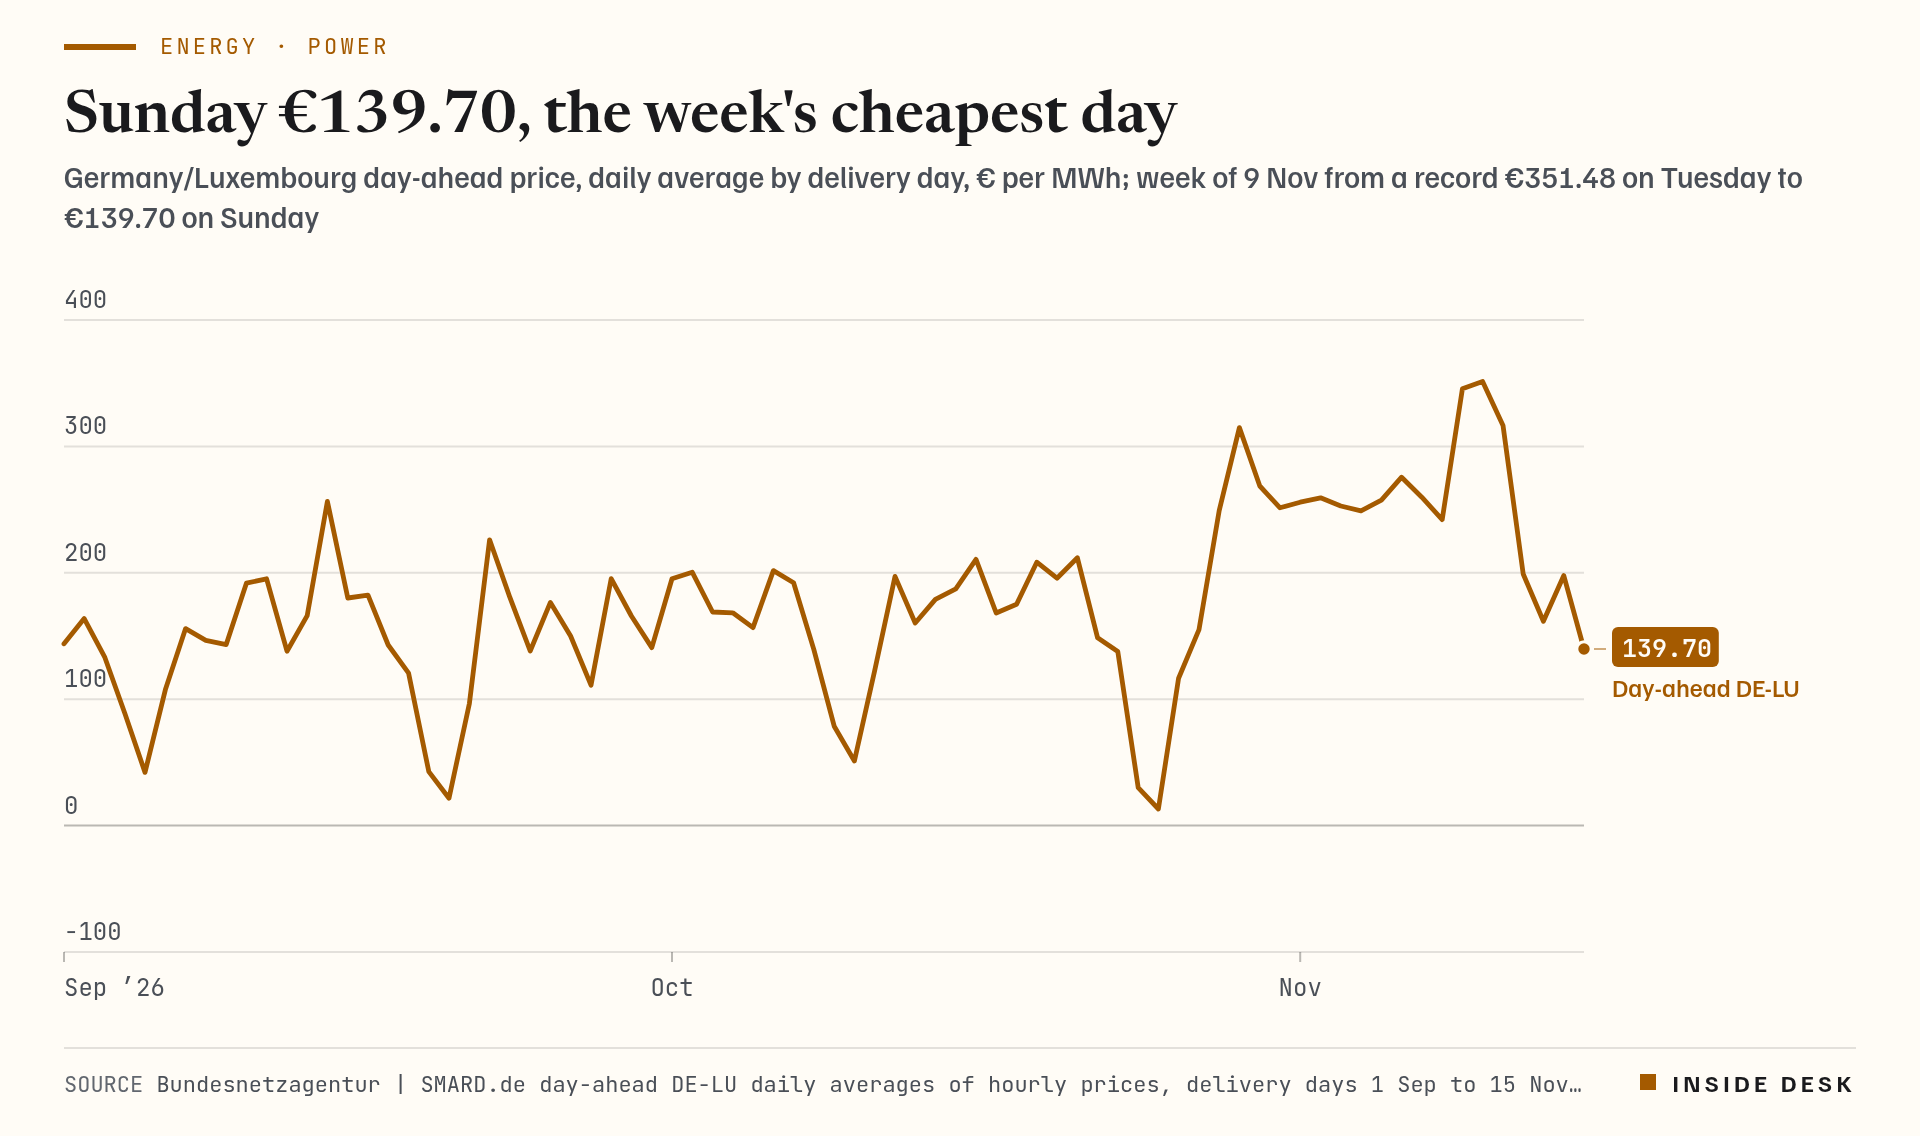 ENERGY · POWER
Sunday €139.70, the week's cheapest day
Germany/Luxembourg day-ahead price, daily average by delivery day, € per MWh; week of 9 Nov from a record €351.48 on Tuesday to
€139.70 on Sunday
400
300
200
100
0
-100
139.70
Day-ahead DE-LU
Sep ’26
Oct
Nov
SOURCE Bundesnetzagentur | SMARD.de day-ahead DE-LU daily averages of hourly prices, delivery days 1 Sep to 15 Nov…
INSIDE DESK